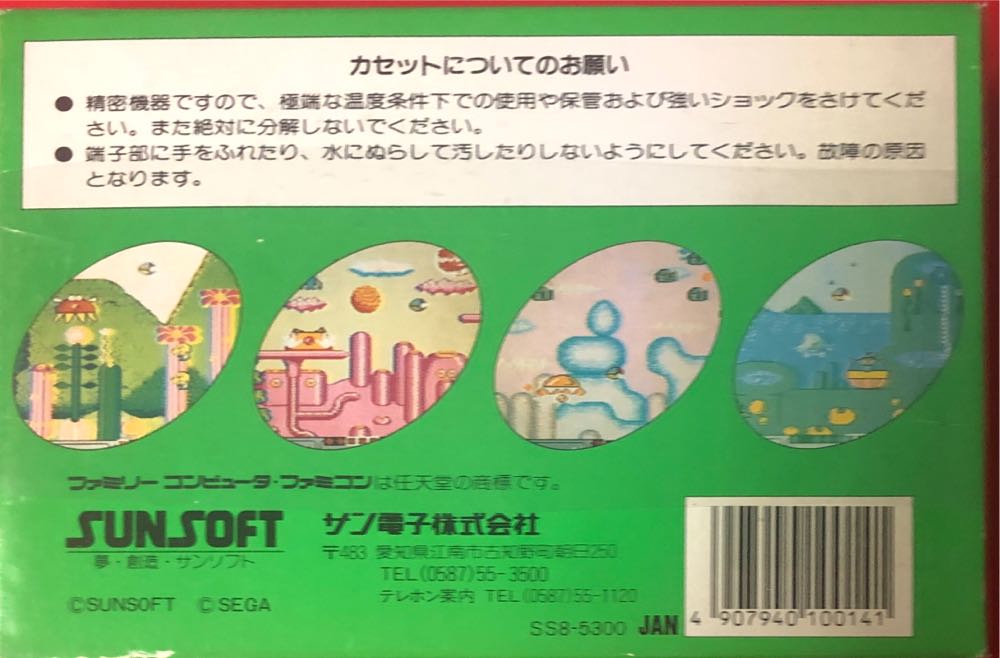 カセットについてのお願い
● 精密機器ですので、極端な温度条件下での使用や保管および強いショックをさけてくだ
さい。また絶対に分解しないでください。
● 端子部に手をふれたり、水にぬらして汚したりしないようにしてください。故障の原因
となります。
ファミリーコンピュータ・ファミコンは任天堂の商標です。
SUNSOFT
夢・創造・サンソフト
サン電子株式会社
〒483 愛知県江南市古知野町朝日250
TEL(0587)55-3500
テレホン案内 TEL(0587)55-1120
©SUNSOFT ©SEGA
SS8-5300 JAN
4 907940 100141